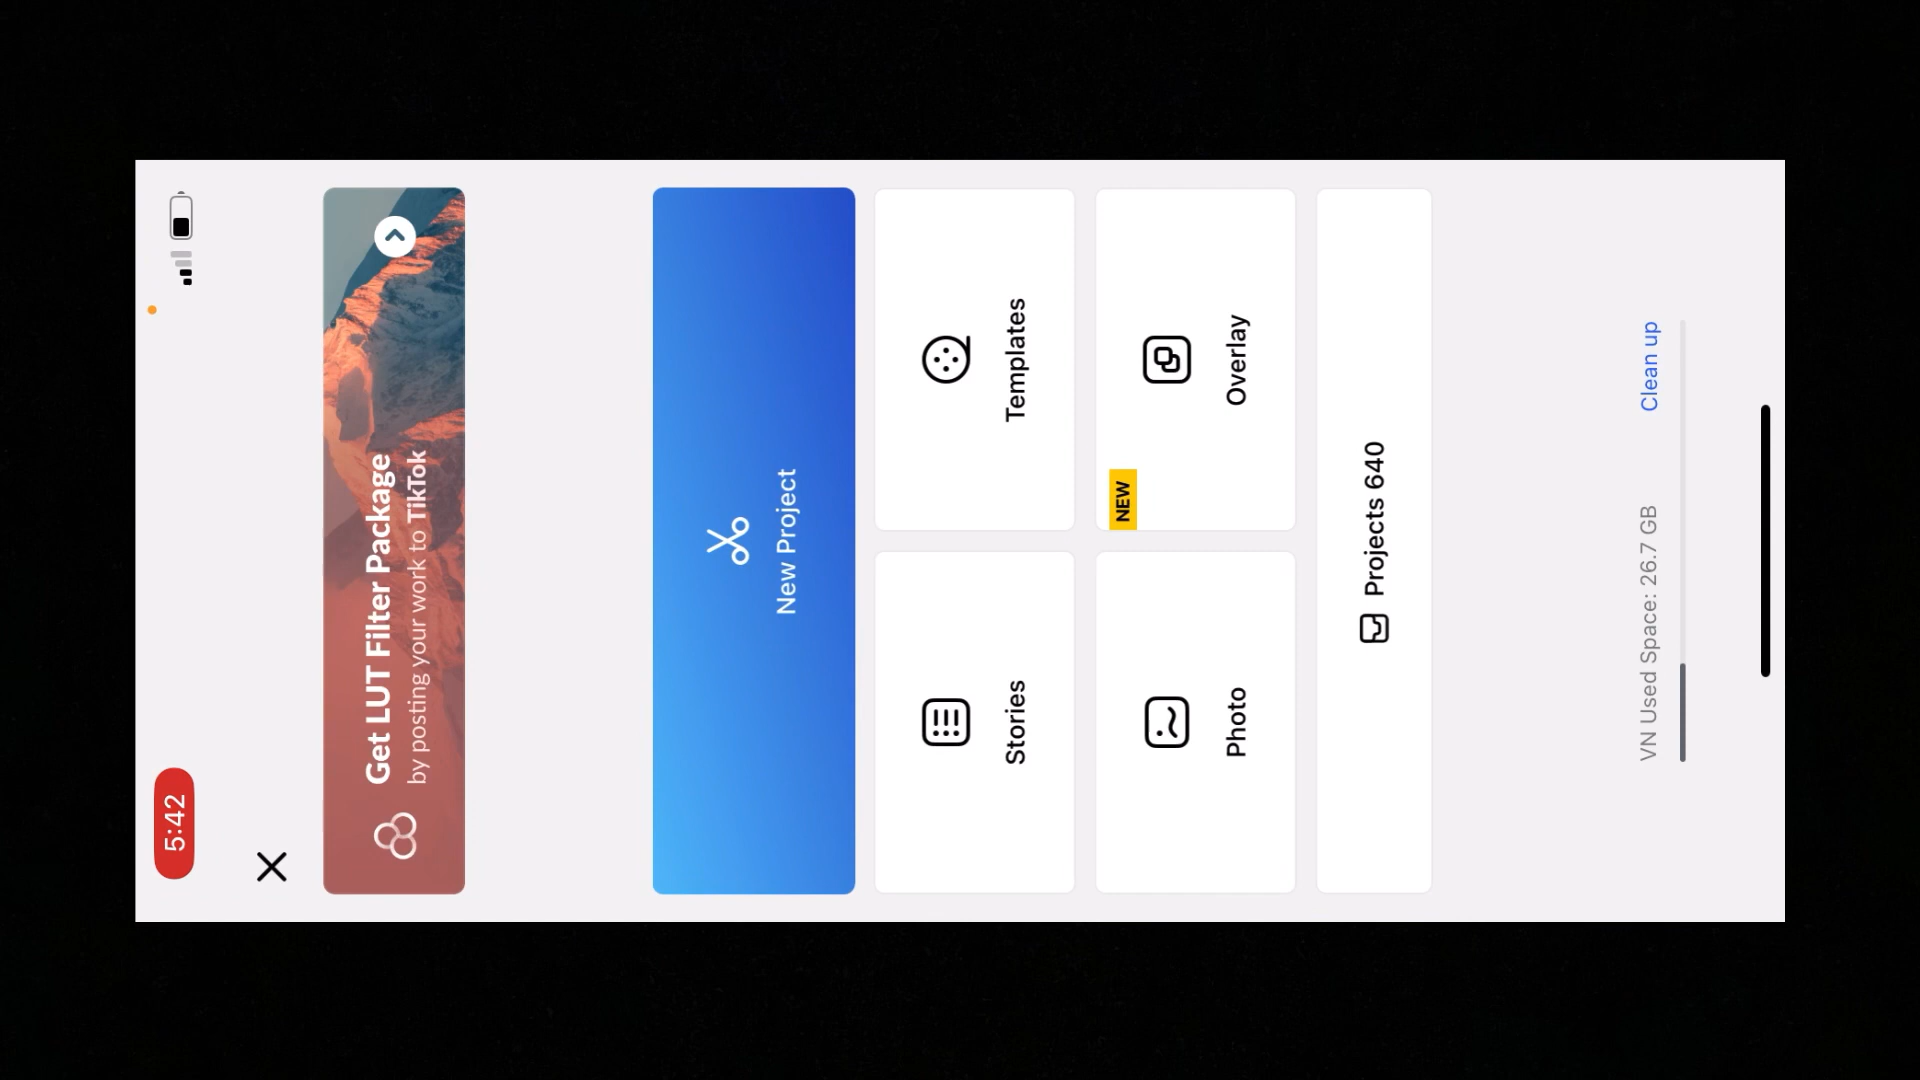 5:42
Get LUT Filter Package
by posting your work to TikTok
New Project
Stories
Templates
Photo
NEW
Overlay
Projects 640
VN Used Space: 26.7 GB
Clean up